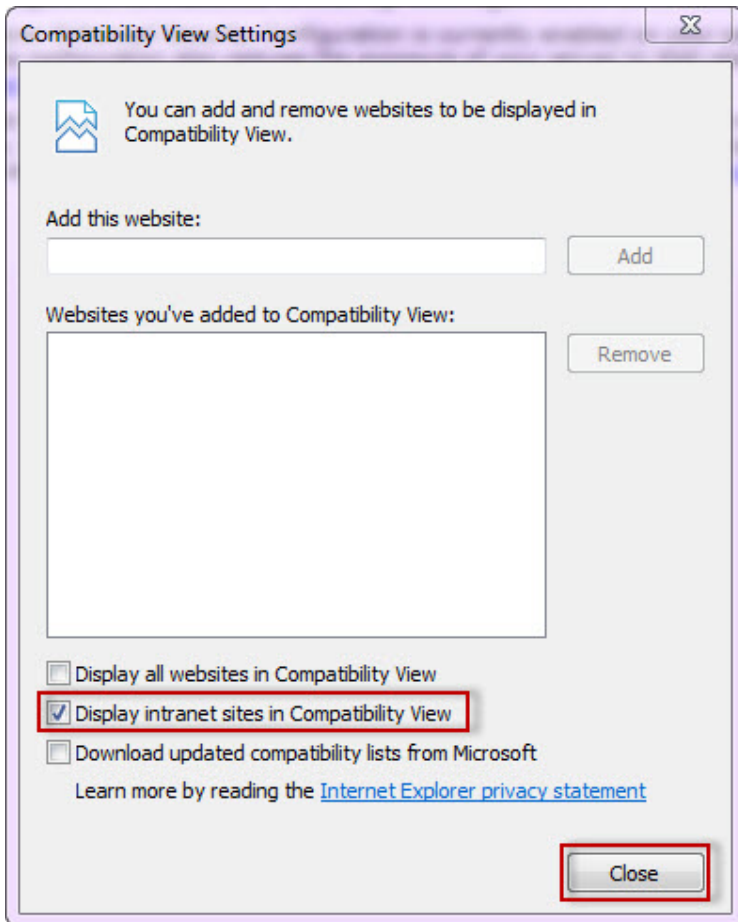 Compatibility View Settings
You can add and remove websites to be displayed in
Compatibility View.
Add this website:
Add
Websites you've added to Compatibility View:
Remove
Display all websites in Compatibility View
Display intranet sites in Compatibility View
Download updated compatibility lists from Microsoft
Learn more by reading the Internet Explorer privacy statement
Close